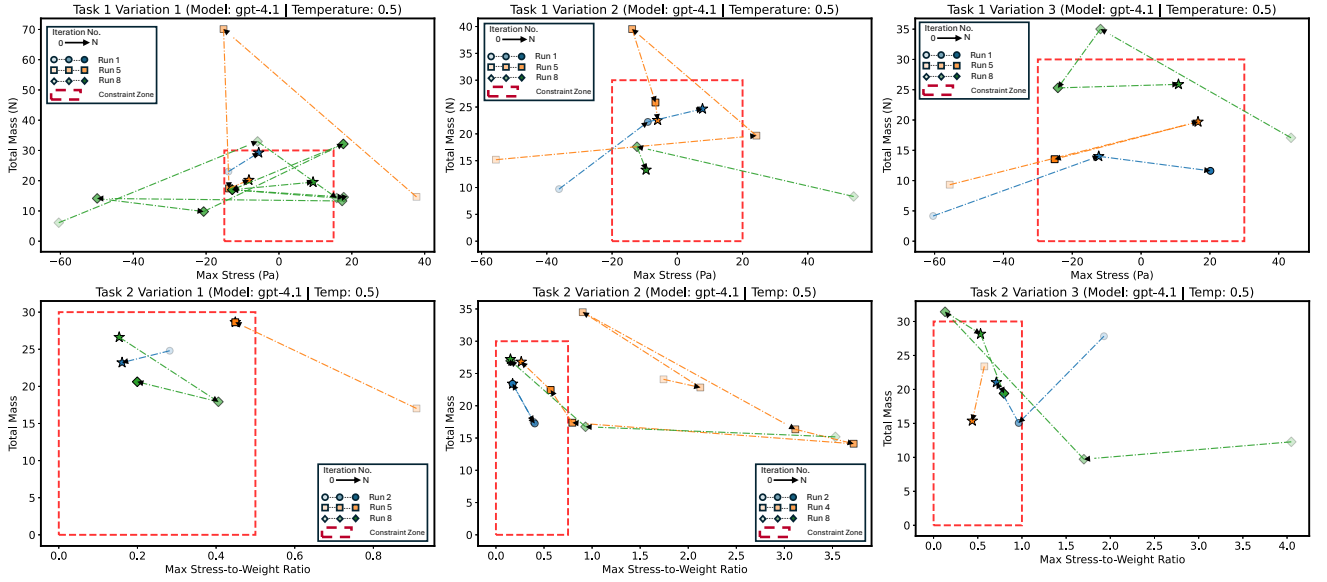 Task 1 Variation 1 (Model: gpt-4.1 | Temperature: 0.5)
Total Mass (N)
70
60
50
40
30
20
10
0
−60
−40
−20
0
20
40
Max Stress (Pa)
Iteration No.
0 N
Run 1
Run 5
Run 8
Constraint Zone
Task 1 Variation 2 (Model: gpt-4.1 | Temperature: 0.5)
Total Mass (N)
40
35
30
25
20
15
10
5
0
−60
−40
−20
0
20
40
Max Stress (Pa)
Iteration No.
0 N
Run 1
Run 5
Run 8
Constraint Zone
Task 1 Variation 3 (Model: gpt-4.1 | Temperature: 0.5)
Total Mass (N)
35
30
25
20
15
10
5
0
−60
−40
−20
0
20
40
Max Stress (Pa)
Iteration No.
0 N
Run 1
Run 5
Run 8
Constraint Zone
Task 2 Variation 1 (Model: gpt-4.1 | Temp: 0.5)
Total Mass
30
25
20
15
10
5
0
0.0
0.2
0.4
0.6
0.8
Max Stress-to-Weight Ratio
Iteration No.
0 N
Run 2
Run 5
Run 8
Constraint Zone
Task 2 Variation 2 (Model: gpt-4.1 | Temp: 0.5)
Total Mass
35
30
25
20
15
10
5
0
0.0
0.5
1.0
1.5
2.0
2.5
3.0
3.5
Max Stress-to-Weight Ratio
Iteration No.
0 N
Run 2
Run 4
Run 8
Constraint Zone
Task 2 Variation 3 (Model: gpt-4.1 | Temp: 0.5)
Total Mass
30
25
20
15
10
5
0
0.0
0.5
1.0
1.5
2.0
2.5
3.0
3.5
4.0
Max Stress-to-Weight Ratio
Iteration No.
0 N
Run 2
Run 5
Run 8
Constraint Zone